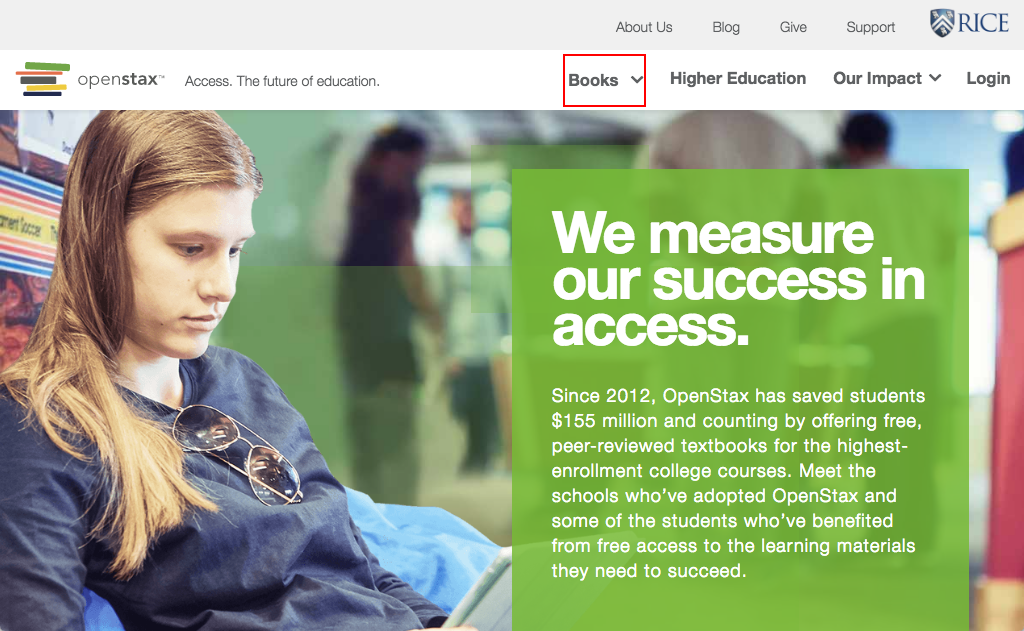 About Us Blog Give Support RICE
openstax™ Access. The future of education. Books Higher Education Our Impact Login
ament Soccer
We measure
our success in
access.
Since 2012, OpenStax has saved students
$155 million and counting by offering free,
peer-reviewed textbooks for the highest-
enrollment college courses. Meet the
schools who’ve adopted OpenStax and
some of the students who’ve benefited
from free access to the learning materials
they need to succeed.